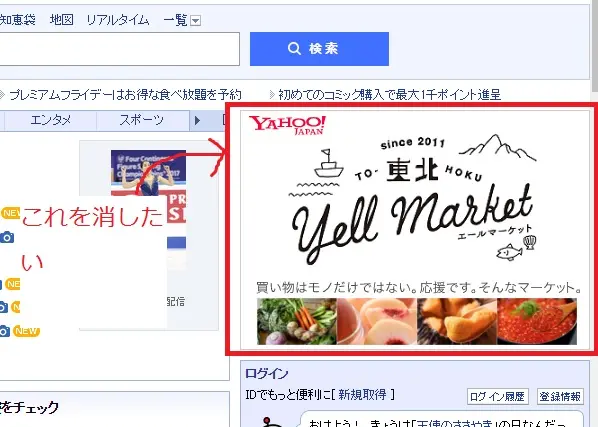 知恵袋 地図 リアルタイム 一覧
検索
プレミアムフライデーはお得な食べ放題を予約 初めてのコミック購入で最大1千ポイント進呈
エンタメ スポーツ
YAHOO!
JAPAN
since 2011
TO- 東北 HOKU
Yell Market
エールマーケット
買い物はモノだけではない。応援です。そんなマーケット。
Four Continents
Figure
Championships 2017
NEW
これを消した
い
NEW
NEW
NEW
配信
ログイン
IDでもっと便利に[ 新規取得 ]
ログイン履歴 登録情報
をチェック
おはよう！ きょうは「天使のささやき」の日なんだっ